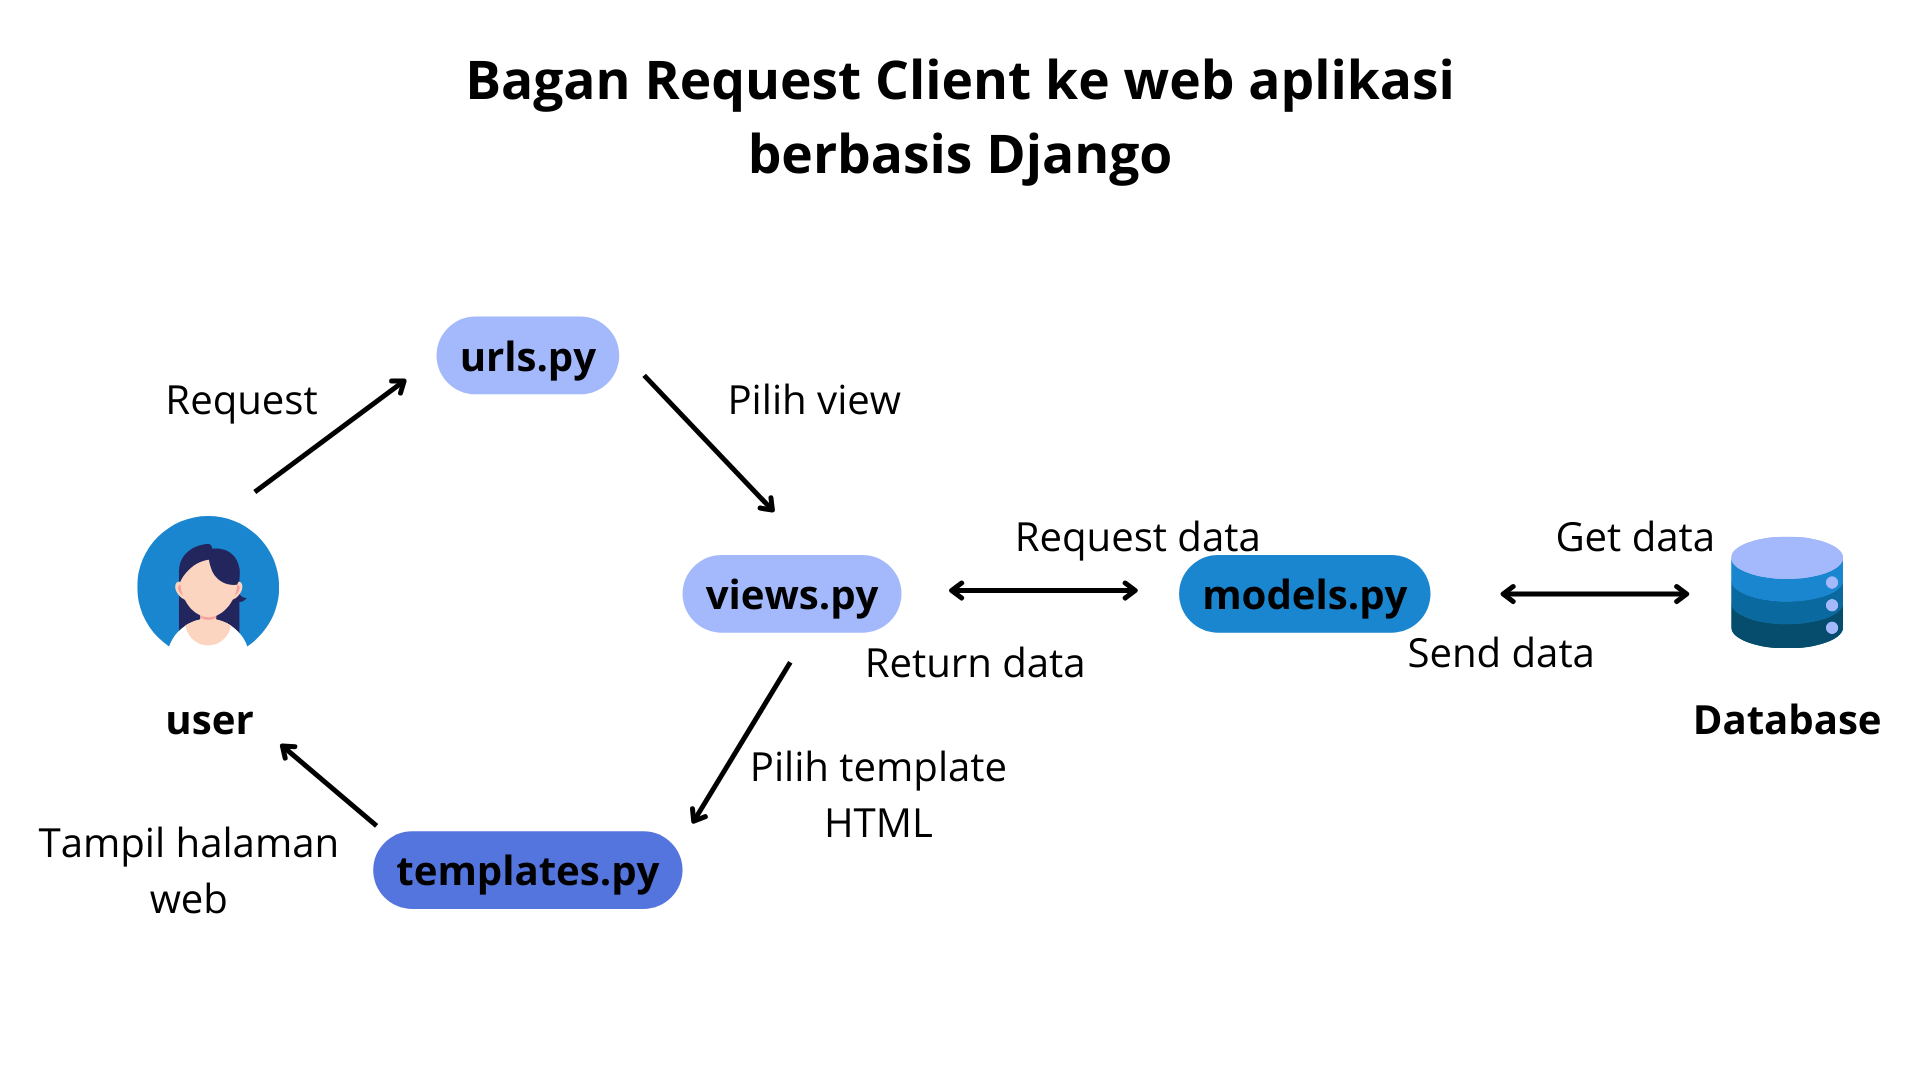 Bagan Request Client ke web aplikasi
berbasis Django
urls.py
Request
Pilih view
Request data
Get data
views.py
models.py
Return data
Send data
user
Database
Pilih template
HTML
Tampil halaman
web
templates.py